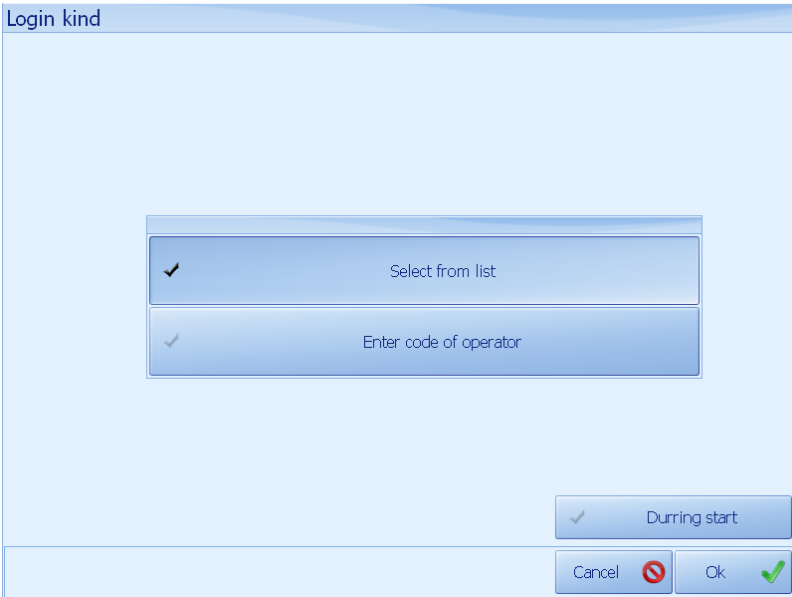 Login kind
Select from list
Enter code of operator
Durring start
Cancel
Ok